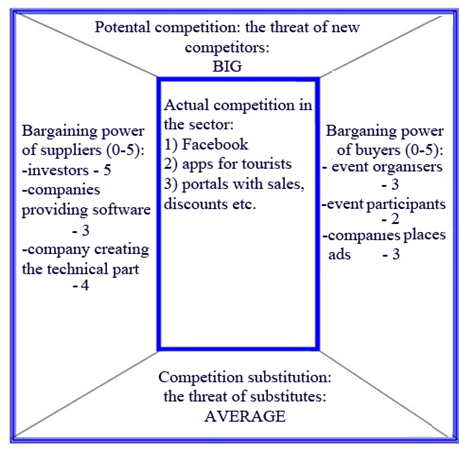 Potental competition: the threat of new
competitors:
BIG
Bargaining power
of suppliers (0-5):
-investors - 5
-companies
providing software
- 3
-company creating
the technical part
- 4
Actual competition in
the sector:
1) Facebook
2) apps for tourists
3) portals with sales,
discounts etc.
Barganing power
of buyers (0-5):
- event organisers
- 3
-event participants
- 2
-companies places
ads - 3
Competition substitution:
the threat of substitutes:
AVERAGE